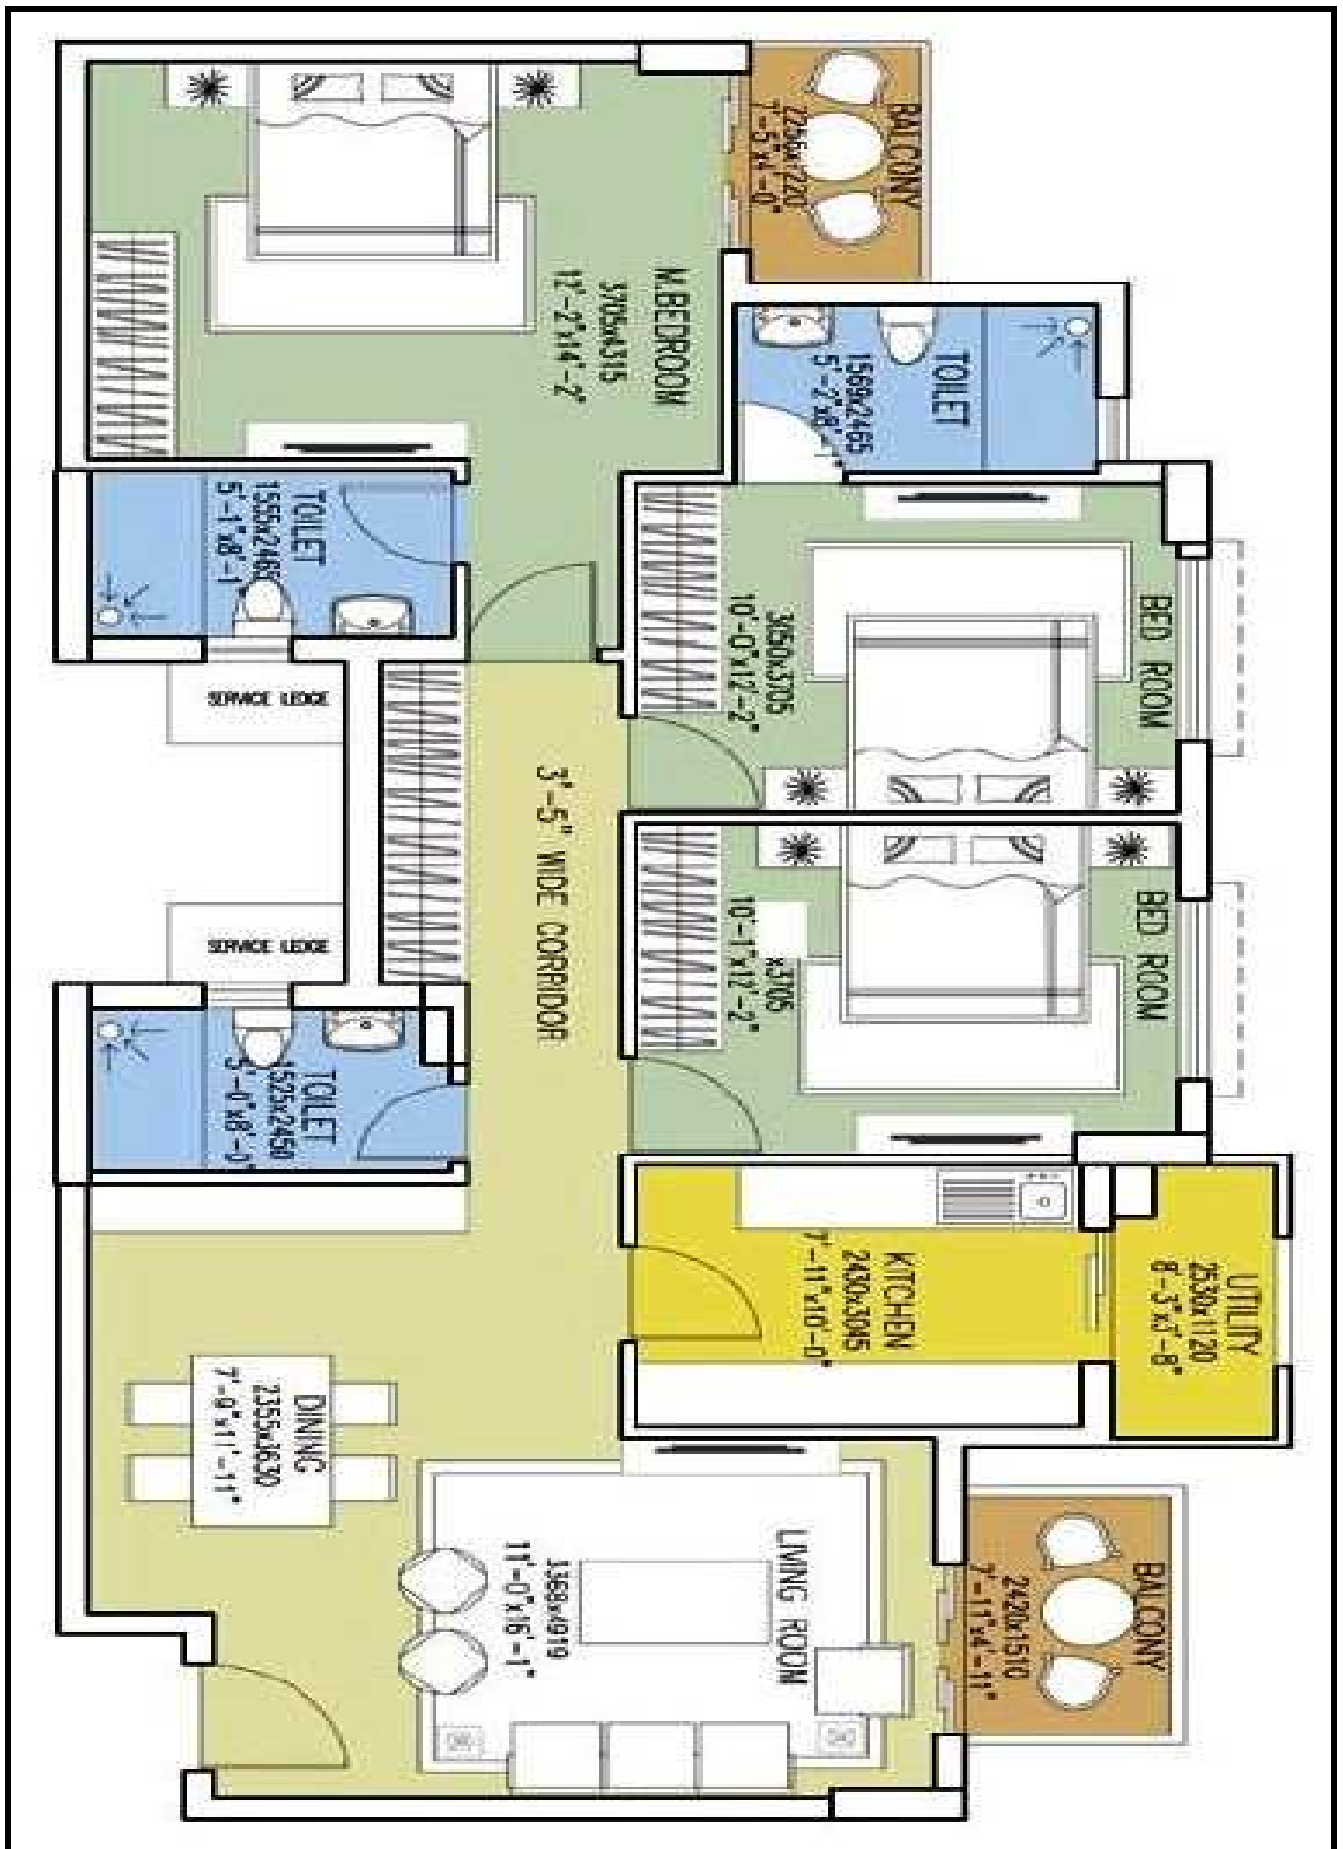 BALCONY
2256x1220
7'-5"x4'-0"
M.BEDROOM
3705x4315
12'-2"x14'-2"
TOILET
1569x2465
5'-2"x8'-1"
TOILET
1555x2465
5'-1"x8'-1
BED ROOM
3050x3705
10'-0"x12'-2"
SERVICE LEDGE
3'-5" WIDE CORRIDOR
BED ROOM
x3705
10'-1"x12'-2"
SERVICE LEDGE
TOILET
1525x2450
5'-0"x8'-0"
UTILITY
2530x1120
8'-3"x3'-8"
KITCHEN
2430x3045
7'-11"x10'-0"
DINING
2355x3630
7'-9"x11'-11"
LIVING ROOM
3369x4919
11'-0"x16'-1"
BALCONY
2420x1510
7'-11"x4'-11"